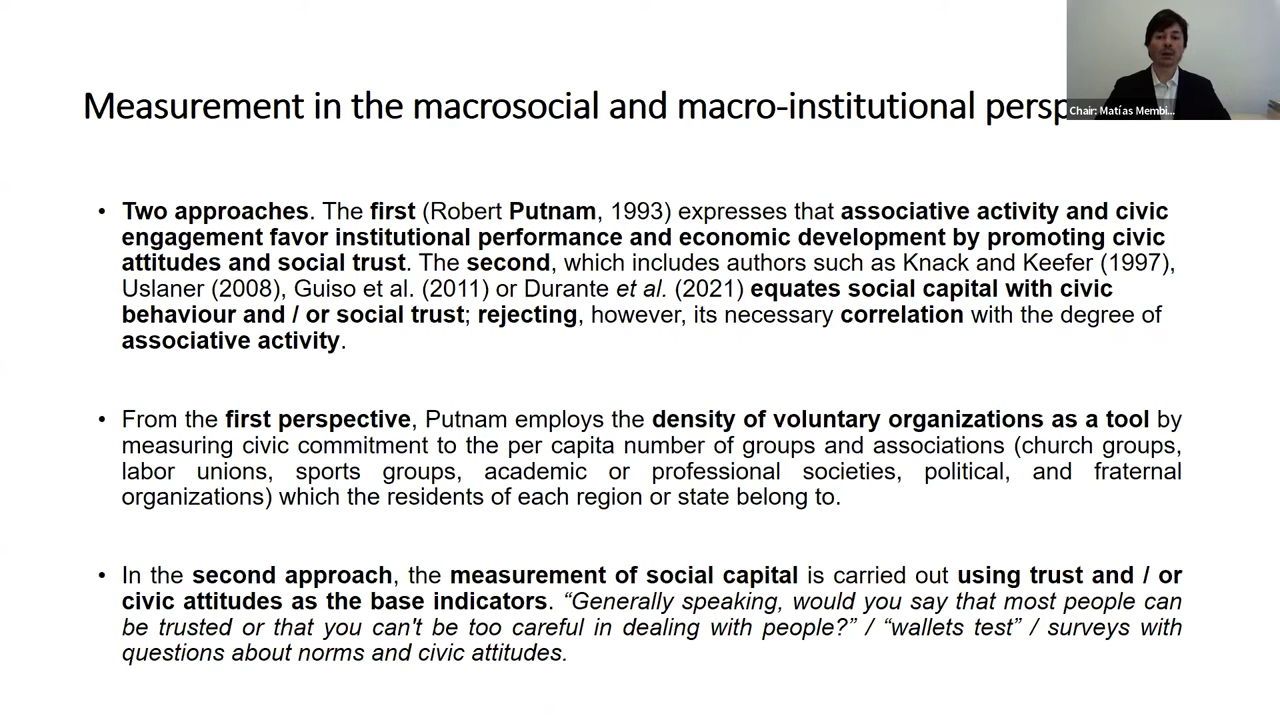 Measurement in the macrosocial and macro-institutional persp
Chair: Matías Membi...
• Two approaches. The first (Robert Putnam, 1993) expresses that associative activity and civic
engagement favor institutional performance and economic development by promoting civic
attitudes and social trust. The second, which includes authors such as Knack and Keefer (1997),
Uslaner (2008), Guiso et al. (2011) or Durante et al. (2021) equates social capital with civic
behaviour and / or social trust; rejecting, however, its necessary correlation with the degree of
associative activity.
• From the first perspective, Putnam employs the density of voluntary organizations as a tool by
measuring civic commitment to the per capita number of groups and associations (church groups,
labor unions, sports groups, academic or professional societies, political, and fraternal
organizations) which the residents of each region or state belong to.
• In the second approach, the measurement of social capital is carried out using trust and / or
civic attitudes as the base indicators. “Generally speaking, would you say that most people can
be trusted or that you can't be too careful in dealing with people?” / “wallets test” / surveys with
questions about norms and civic attitudes.